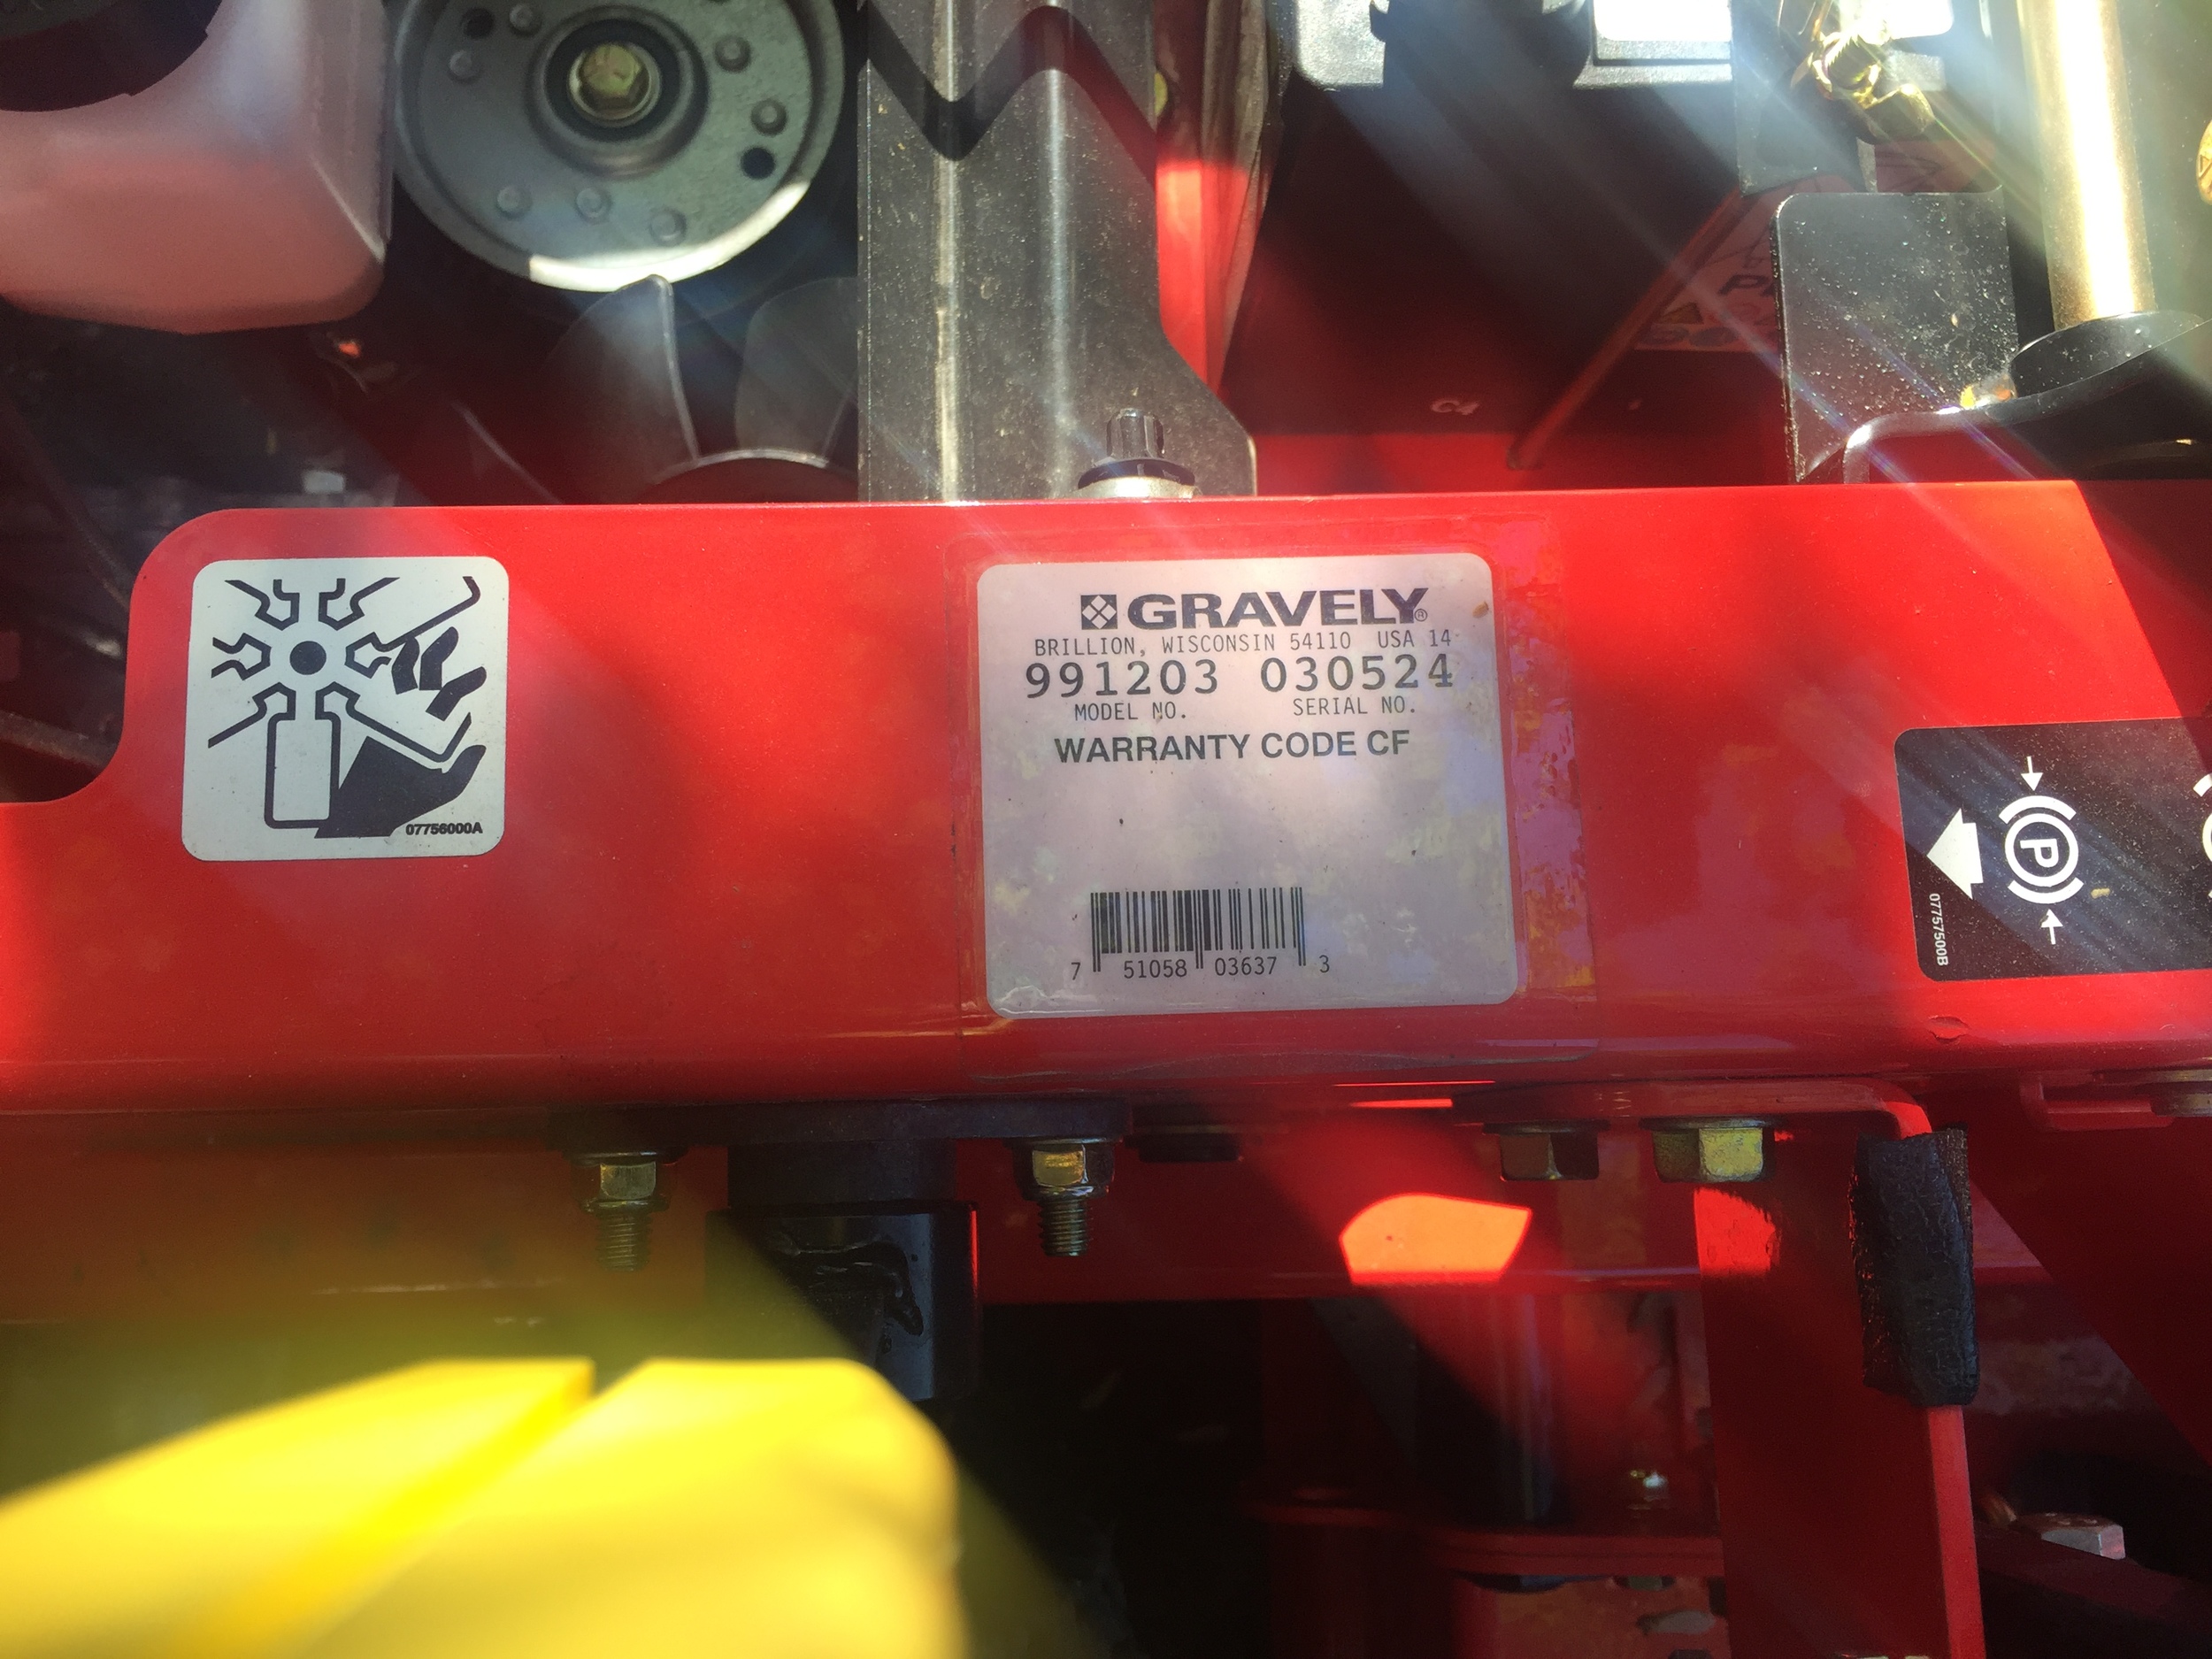 C4
GRAVELY®
BRILLION, WISCONSIN 54110 USA 14
991203 030524
MODEL NO. SERIAL NO.
WARRANTY CODE CF
7 51058 03637 3
07756000A
P
07757500B